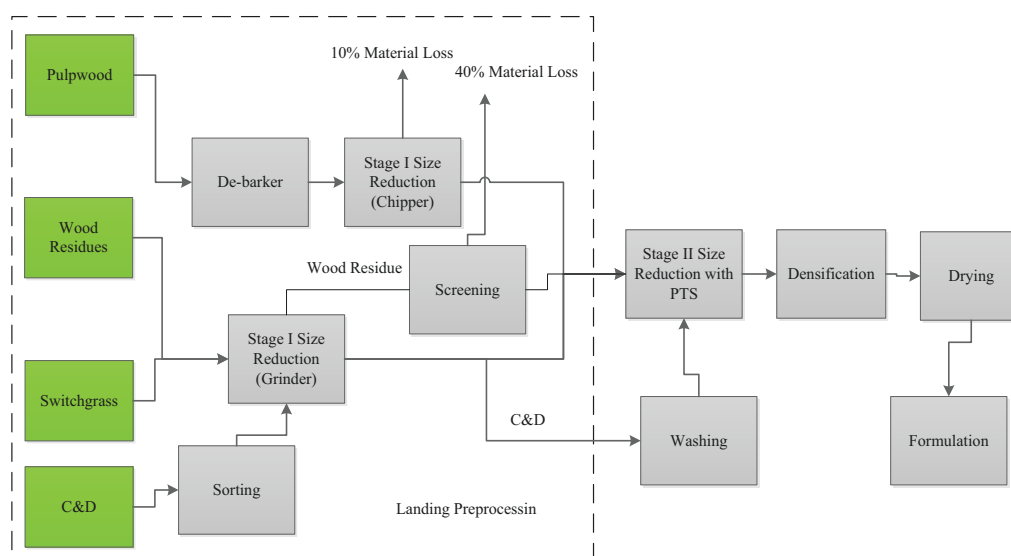 10% Material Loss
40% Material Loss
Pulpwood
De-barker
Stage I Size
Reduction
(Chipper)
Wood
Residues
Wood Residue
Screening
Stage II Size
Reduction with
PTS
Densification
Drying
Stage I Size
Reduction
(Grinder)
Switchgrass
C&D
Washing
Formulation
Sorting
C&D
Landing Preprocessin